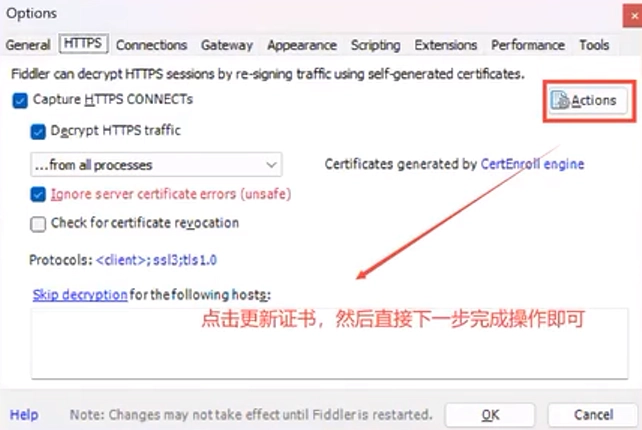 Options
General HTTPS Connections Gateway Appearance Scripting Extensions Performance Tools
Fiddler can decrypt HTTPS sessions by re-signing traffic using self-generated certificates.
Capture HTTPS CONNECTs
Actions
Decrypt HTTPS traffic
...from all processes
Certificates generated by CertEnroll engine
Ignore server certificate errors (unsafe)
Check for certificate revocation
Protocols: <client>;ssl3;tls1.0
Skip decryption for the following hosts:
点击更新证书，然后直接下一步完成操作即可
Help Note: Changes may not take effect until Fiddler is restarted. OK Cancel